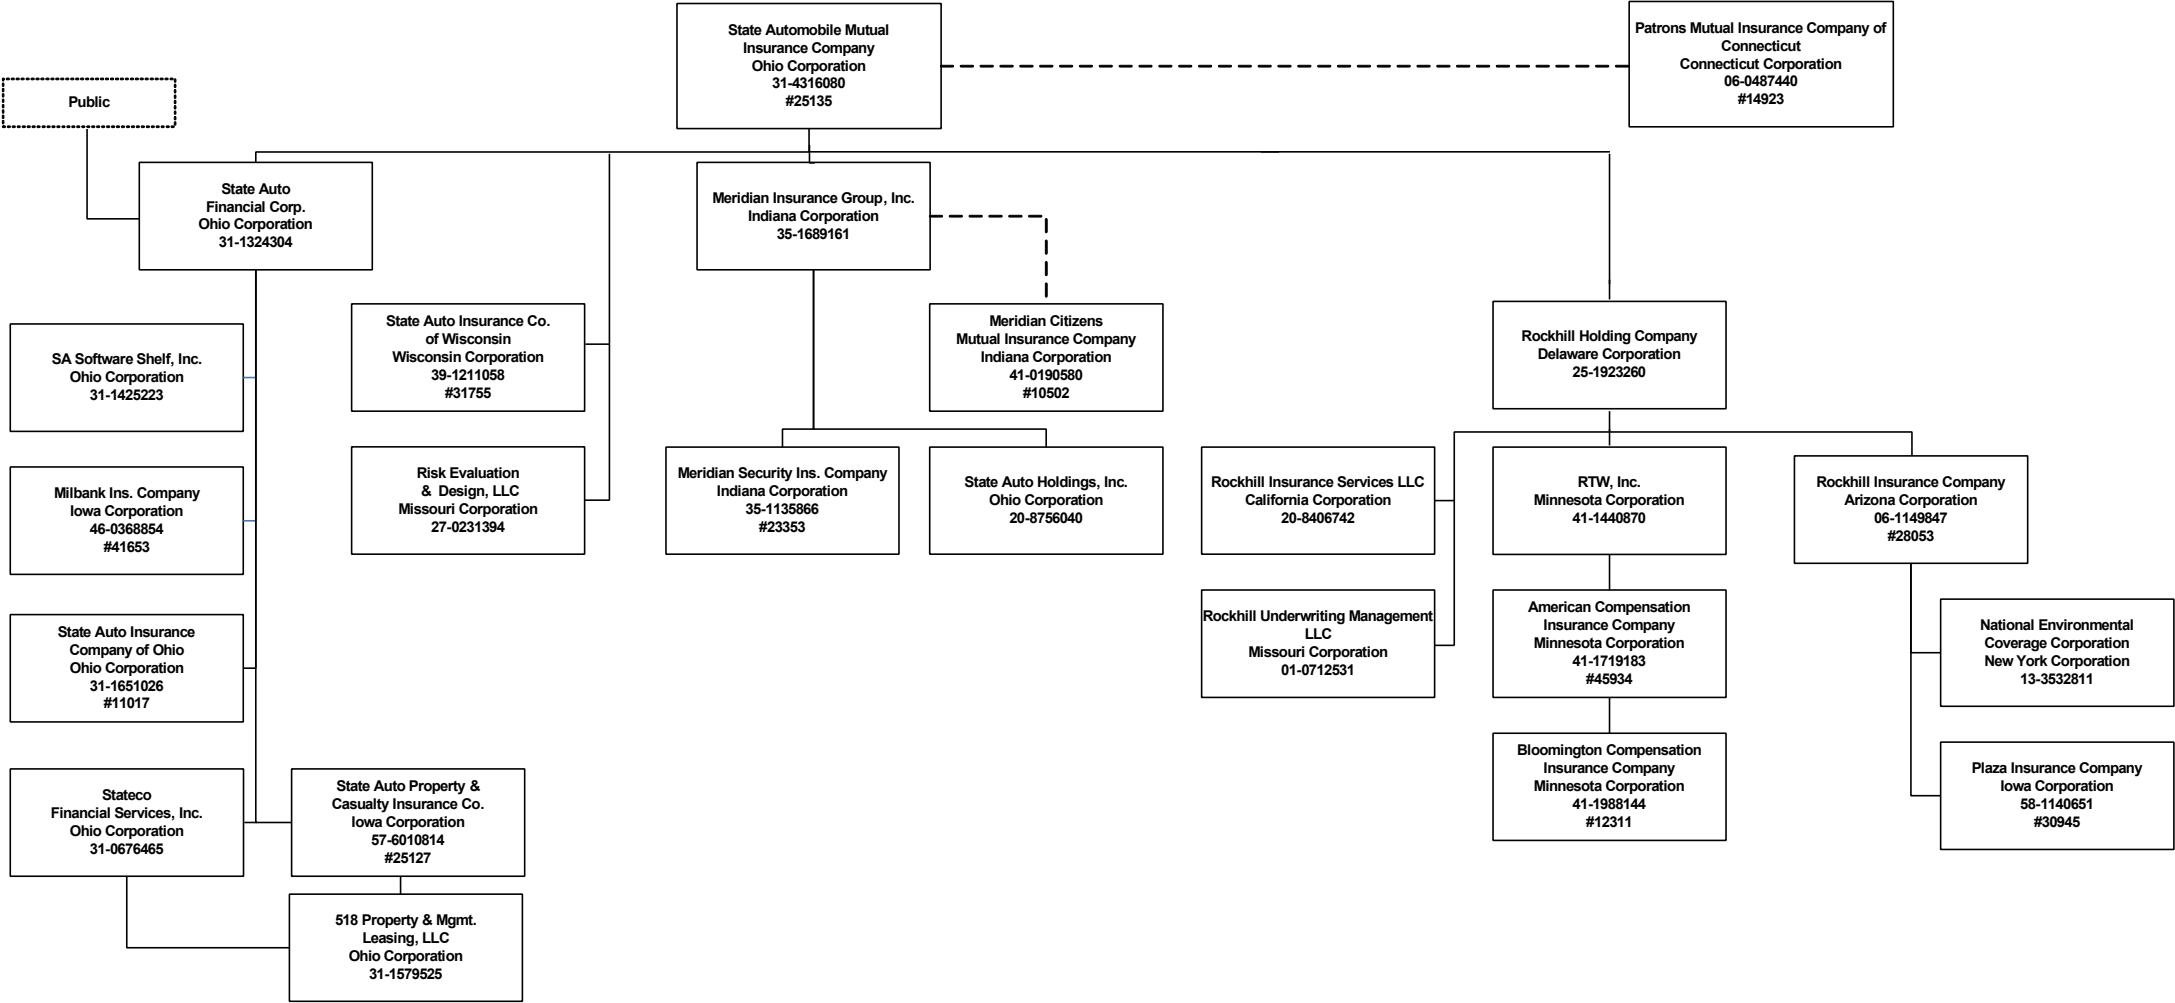 State Automobile Mutual
Insurance Company
Ohio Corporation
31-4316080
#25135
Patrons Mutual Insurance Company of
Connecticut
Connecticut Corporation
06-0487440
#14923
Public
State Auto
Financial Corp.
Ohio Corporation
31-1324304
Meridian Insurance Group, Inc.
Indiana Corporation
35-1689161
SA Software Shelf, Inc.
Ohio Corporation
31-1425223
State Auto Insurance Co.
of Wisconsin
Wisconsin Corporation
39-1211058
#31755
Meridian Citizens
Mutual Insurance Company
Indiana Corporation
41-0190580
#10502
Rockhill Holding Company
Delaware Corporation
25-1923260
Milbank Ins. Company
Iowa Corporation
46-0368854
#41653
Risk Evaluation
& Design, LLC
Missouri Corporation
27-0231394
Meridian Security Ins. Company
Indiana Corporation
35-1135866
#23353
State Auto Holdings, Inc.
Ohio Corporation
20-8756040
Rockhill Insurance Services LLC
California Corporation
20-8406742
RTW, Inc.
Minnesota Corporation
41-1440870
Rockhill Insurance Company
Arizona Corporation
06-1149847
#28053
State Auto Insurance
Company of Ohio
Ohio Corporation
31-1651026
#11017
Rockhill Underwriting Management
LLC
Missouri Corporation
01-0712531
American Compensation
Insurance Company
Minnesota Corporation
41-1719183
#45934
National Environmental
Coverage Corporation
New York Corporation
13-3532811
Stateco
Financial Services, Inc.
Ohio Corporation
31-0676465
State Auto Property &
Casualty Insurance Co.
Iowa Corporation
57-6010814
#25127
Bloomington Compensation
Insurance Company
Minnesota Corporation
41-1988144
#12311
Plaza Insurance Company
Iowa Corporation
58-1140651
#30945
518 Property & Mgmt.
Leasing, LLC
Ohio Corporation
31-1579525